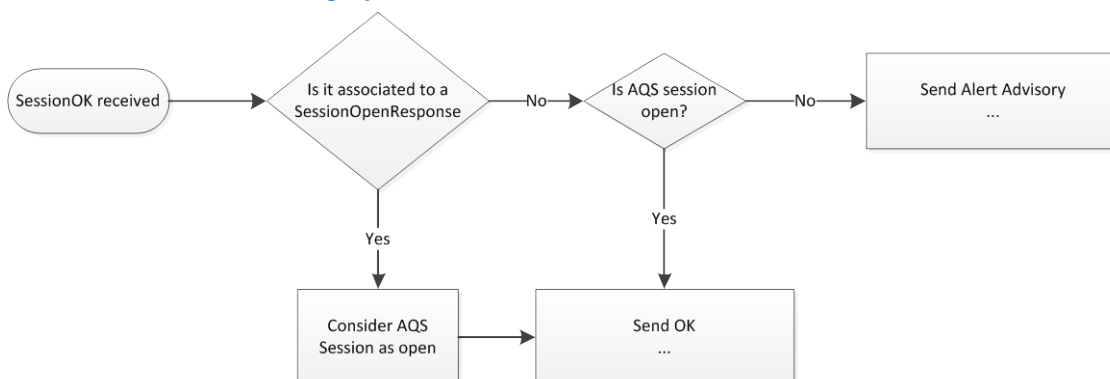 SessionOK received
Is it associated to a
SessionOpenResponse
No
Is AQS session
open?
No
Send Alert Advisory
...
Yes
Yes
Consider AQS
Session as open
Send OK
...